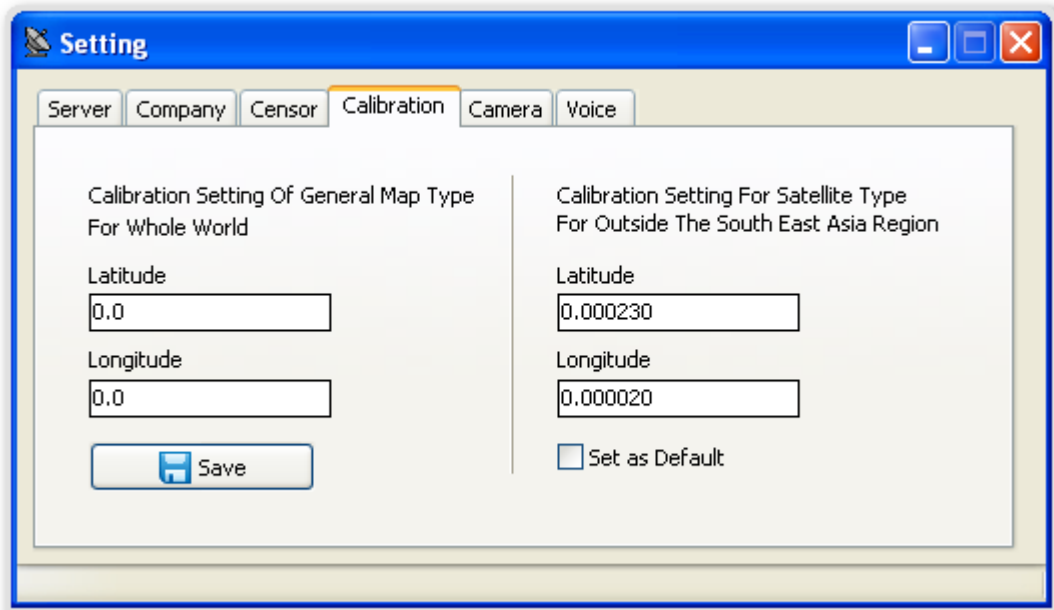 Setting
Server Company Censor Calibration Camera Voice
Calibration Setting Of General Map Type
For Whole World
Latitude
0.0
Longitude
0.0
Save
Calibration Setting For Satellite Type
For Outside The South East Asia Region
Latitude
0.000230
Longitude
0.000020
Set as Default